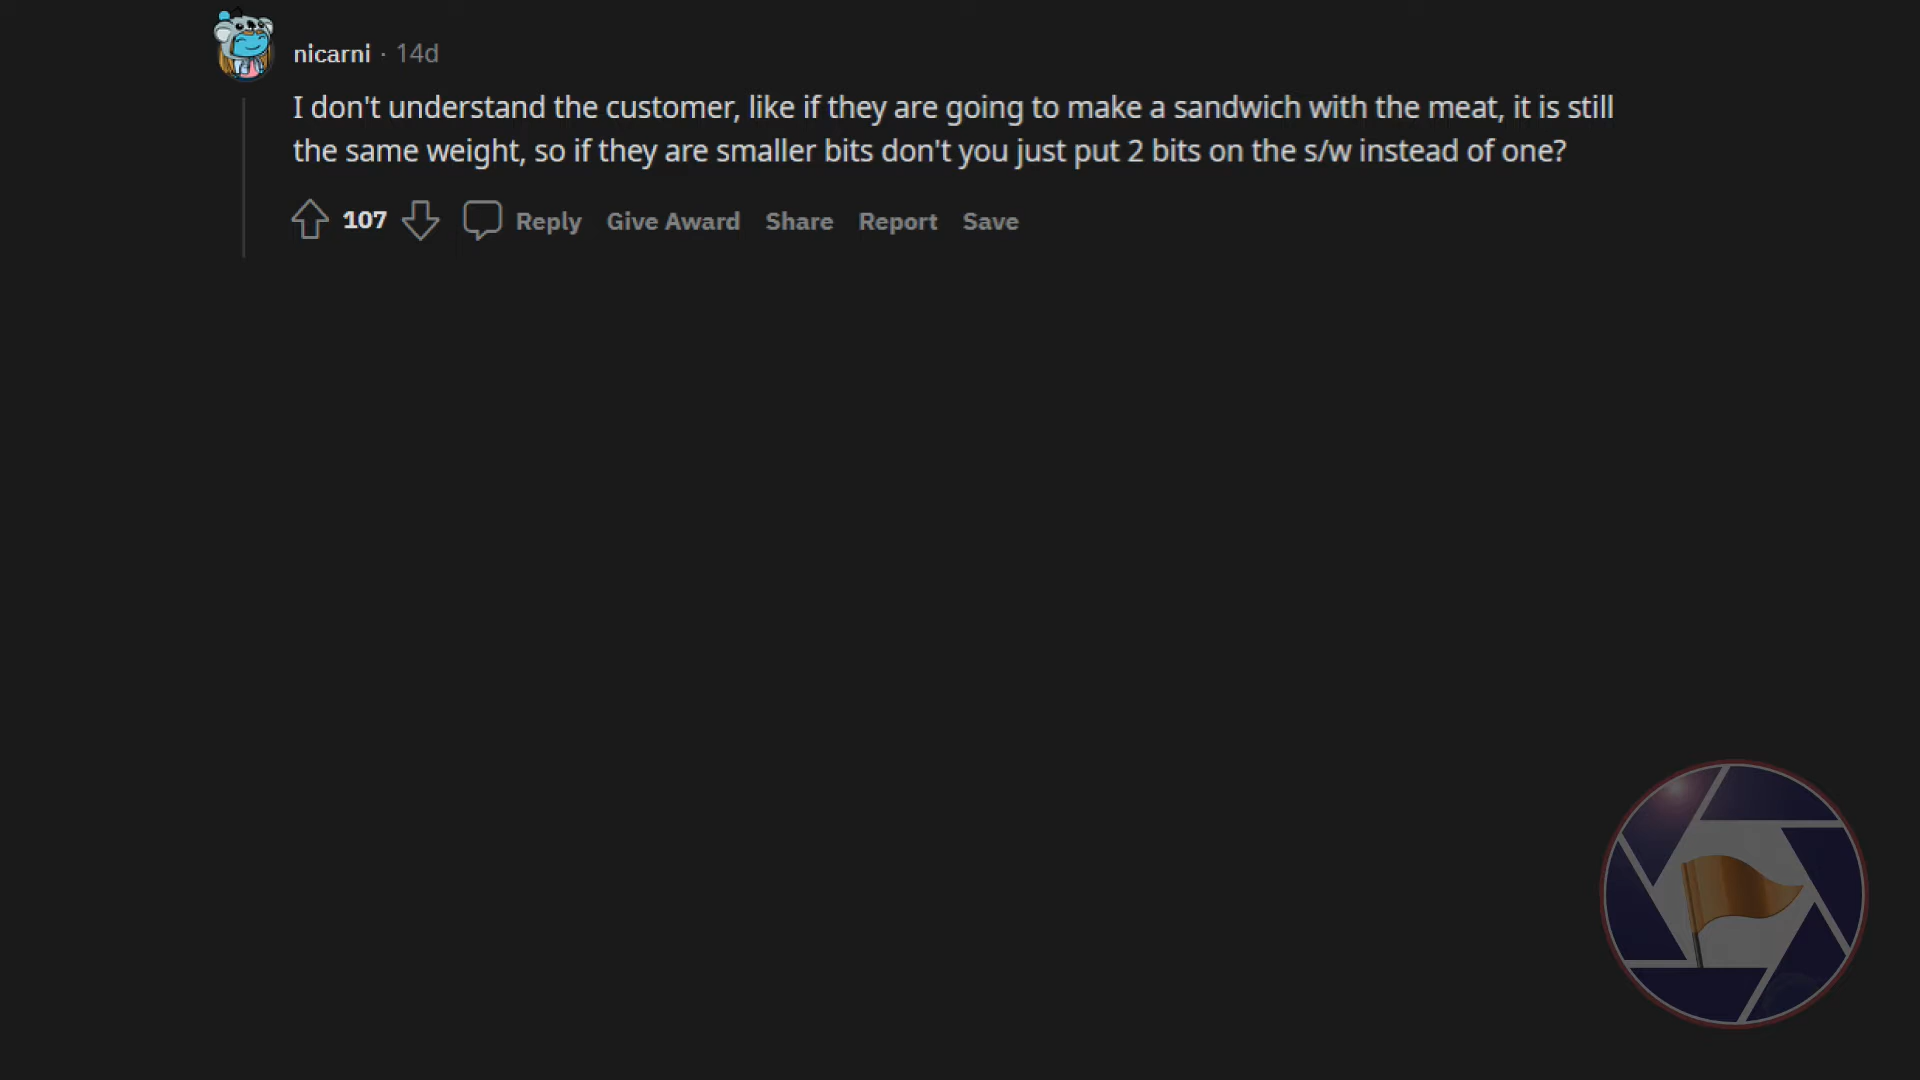 nicarni · 14d
I don't understand the customer, like if they are going to make a sandwich with the meat, it is still
the same weight, so if they are smaller bits don't you just put 2 bits on the s/w instead of one?
107 Reply Give Award Share Report Save